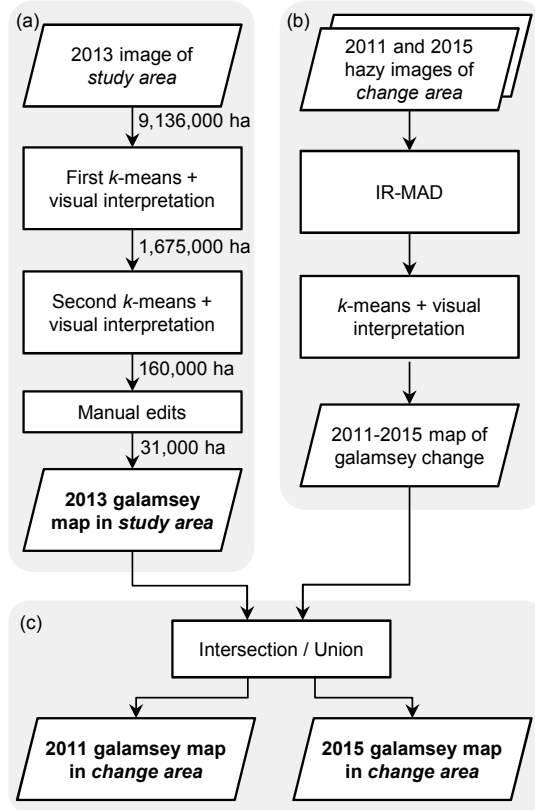 (a)
2013 image of
study area
9,136,000 ha
First k-means +
visual interpretation
1,675,000 ha
Second k-means +
visual interpretation
160,000 ha
Manual edits
31,000 ha
2013 galamsey
map in study area
(b)
2011 and 2015
hazy images of
change area
IR-MAD
k-means + visual
interpretation
2011-2015 map of
galamsey change
(c)
Intersection / Union
2011 galamsey map
in change area
2015 galamsey map
in change area